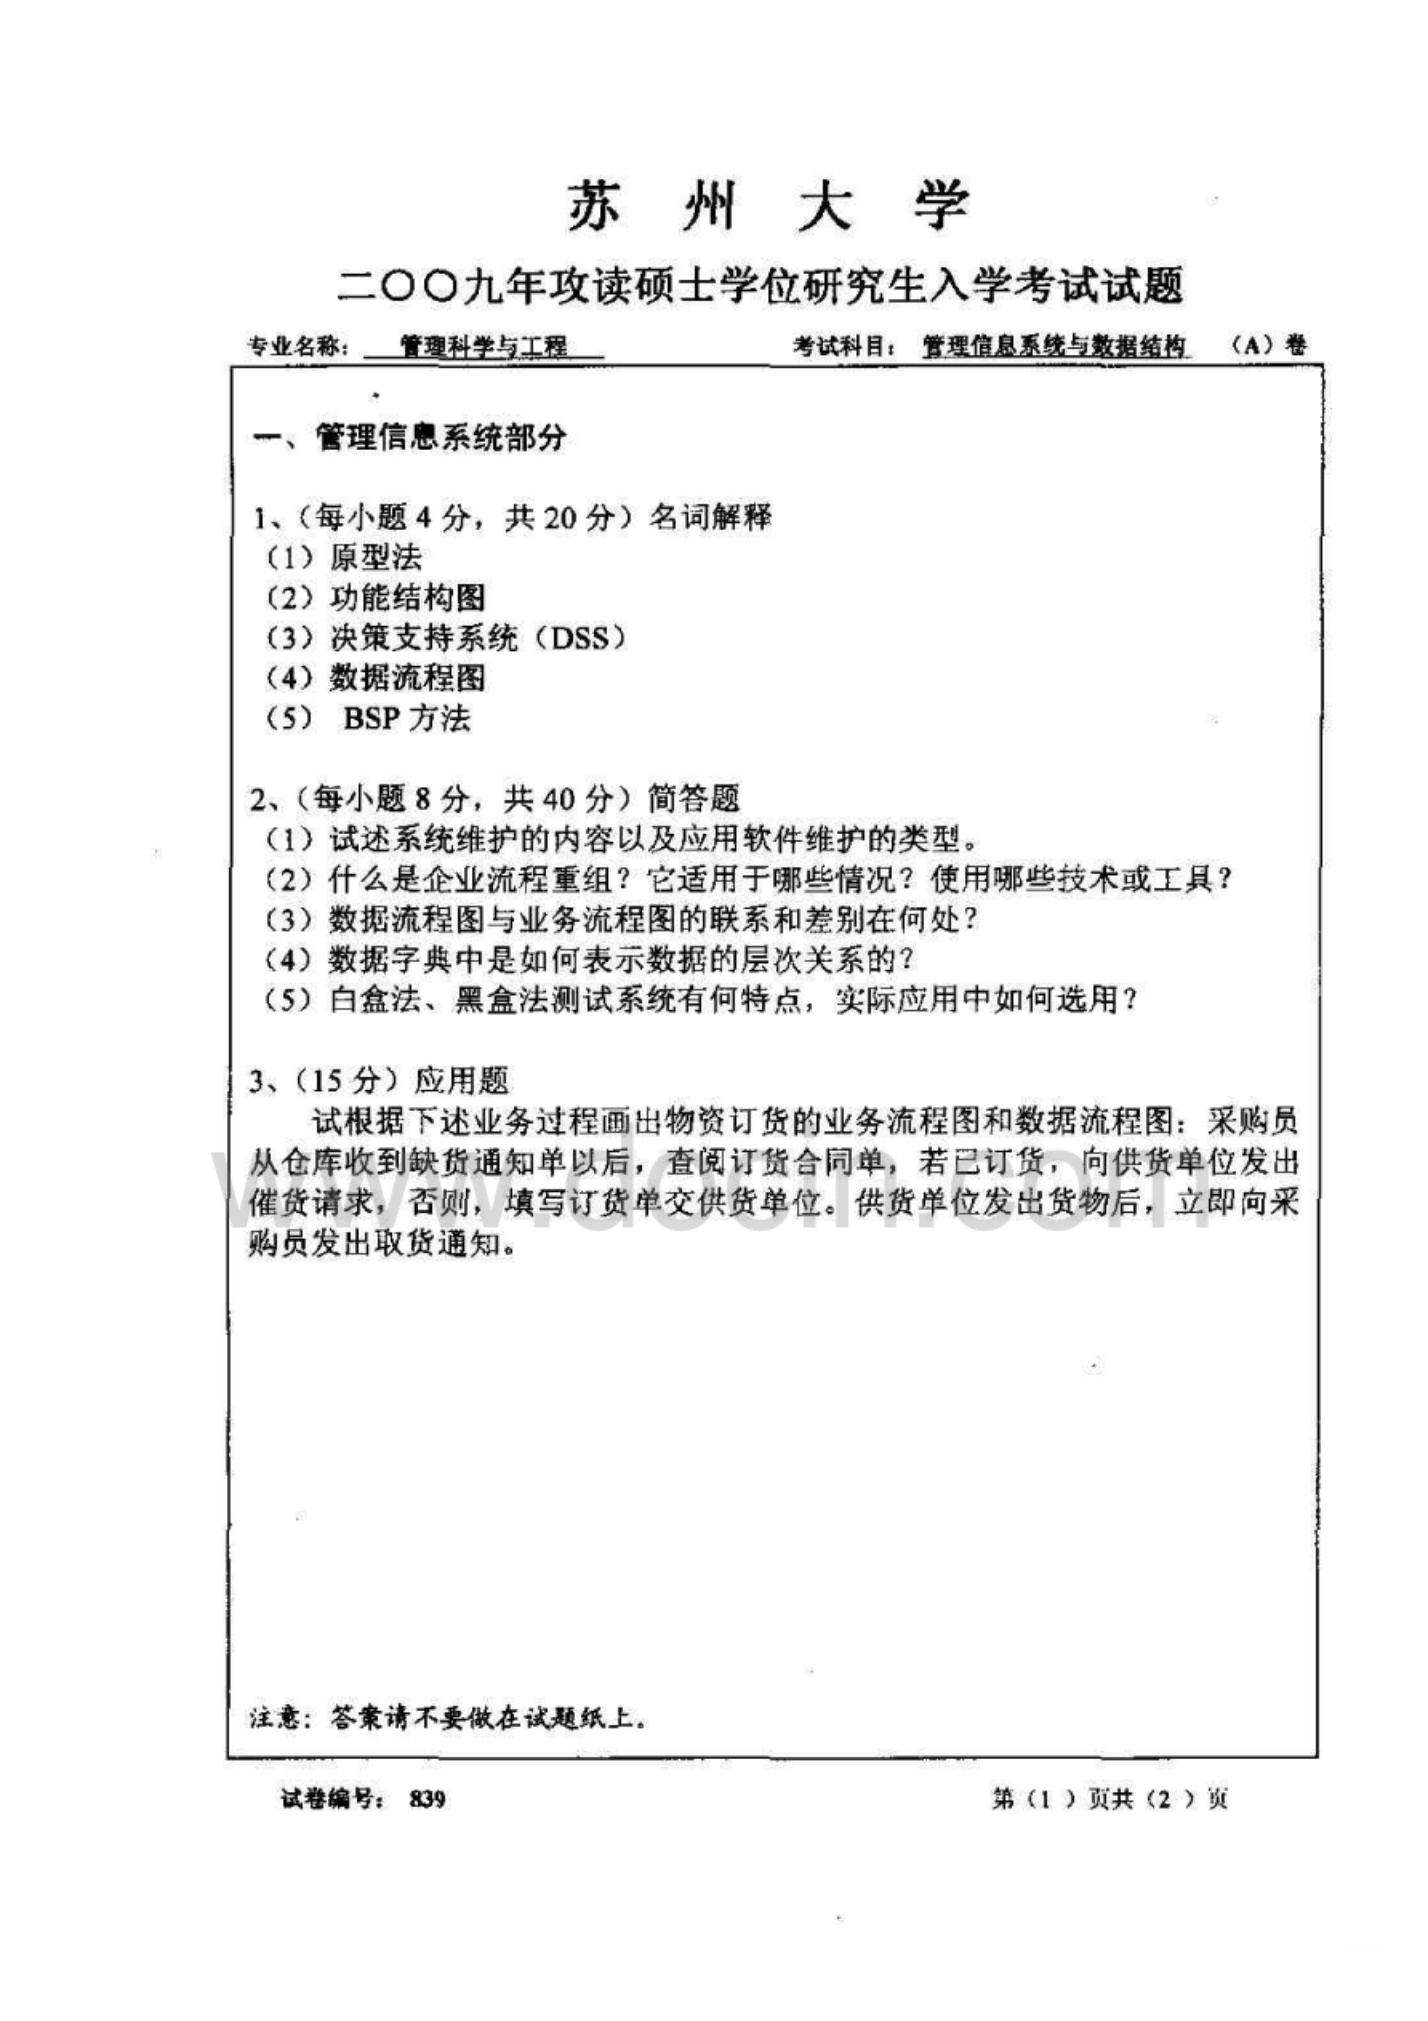 苏州大学
二〇〇九年攻读硕士学位研究生入学考试试题
专业名称： 管理科学与工程 考试科目： 管理信息系统与数据结构 （A）卷
一、管理信息系统部分
1、（每小题 4 分，共 20 分）名词解释
（1）原型法
（2）功能结构图
（3）决策支持系统（DSS）
（4）数据流程图
（5） BSP 方法
2、（每小题 8 分，共 40 分）简答题
（1）试述系统维护的内容以及应用软件维护的类型。
（2）什么是企业流程重组？它适用于哪些情况？使用哪些技术或工具？
（3）数据流程图与业务流程图的联系和差别在何处？
（4）数据字典中是如何表示数据的层次关系的？
（5）白盒法、黑盒法测试系统有何特点，实际应用中如何选用？
3、（15 分）应用题
试根据下述业务过程画出物资订货的业务流程图和数据流程图：采购员
从仓库收到缺货通知单以后，查阅订货合同单，若已订货，向供货单位发出
催货请求，否则，填写订货单交供货单位。供货单位发出货物后，立即向采
购员发出取货通知。
www.docin.com
注意：答案请不要做在试题纸上。
试卷编号： 839 第（1 ）页共（2 ）页